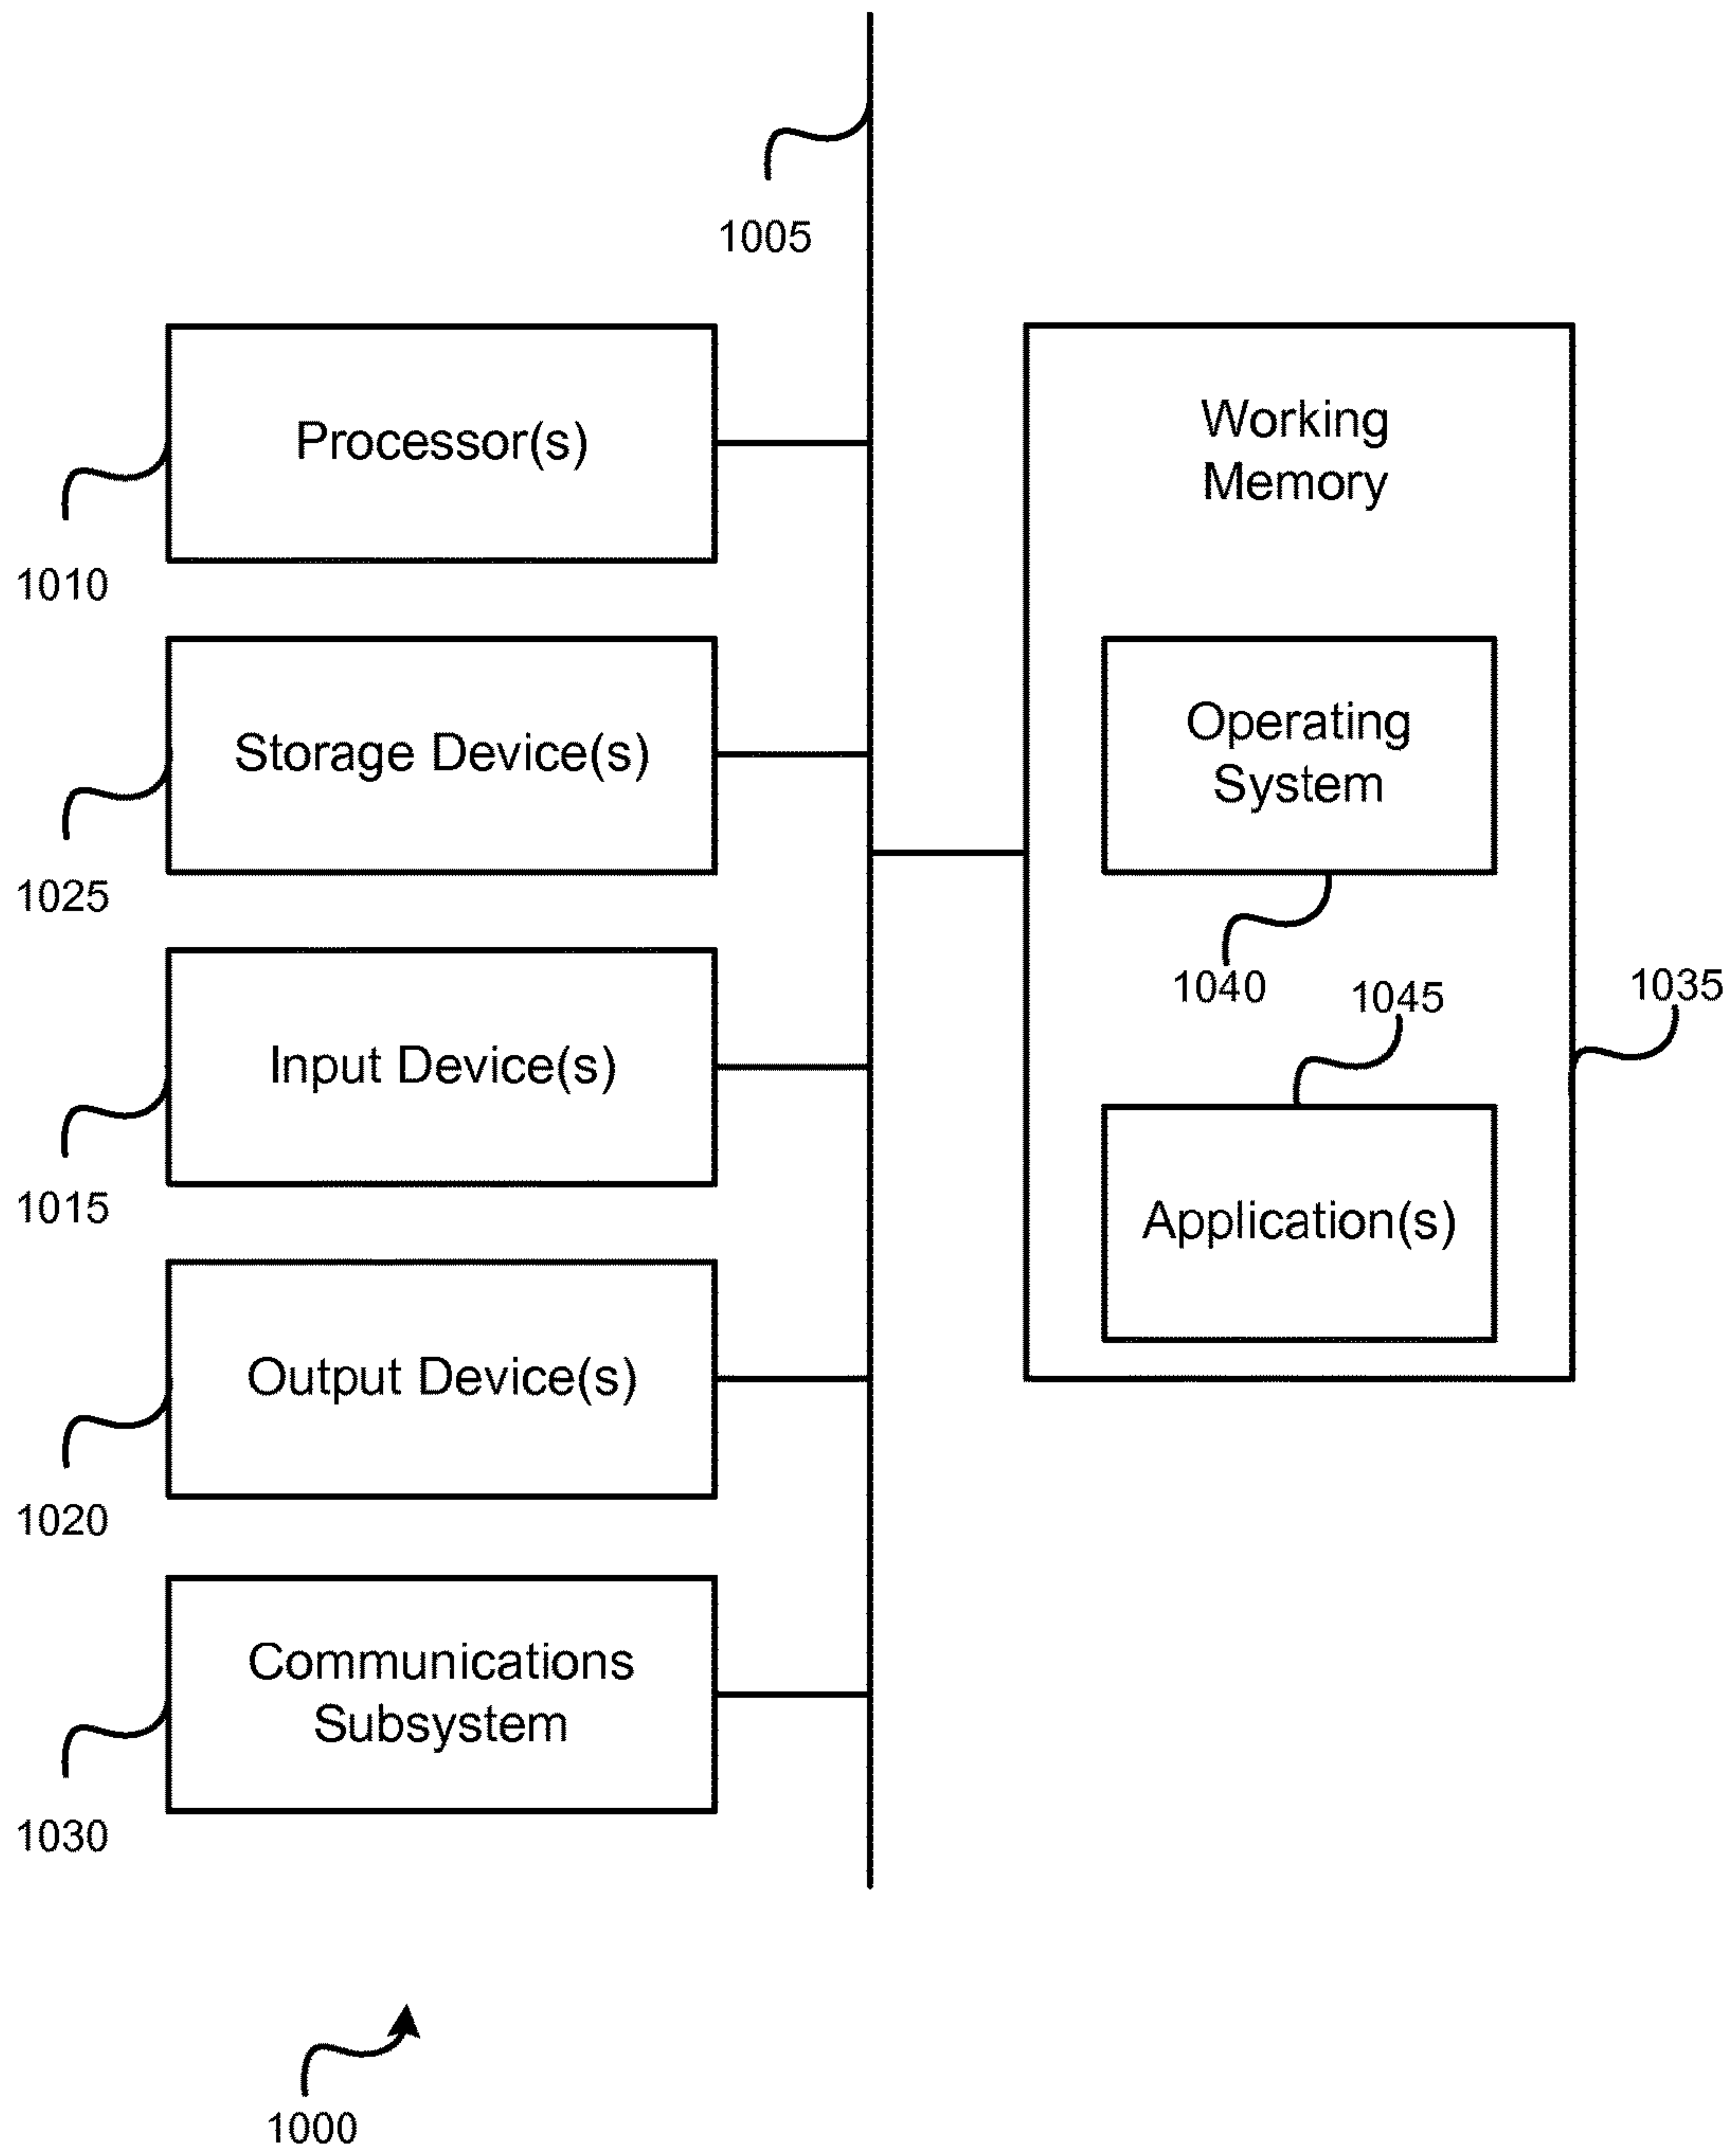 1005
Processor(s)
1010
Storage Device(s)
1025
Input Device(s)
1015
Output Device(s)
1020
Communications
Subsystem
1030
Working
Memory
Operating
System
1040
1045
1035
Application(s)
1000